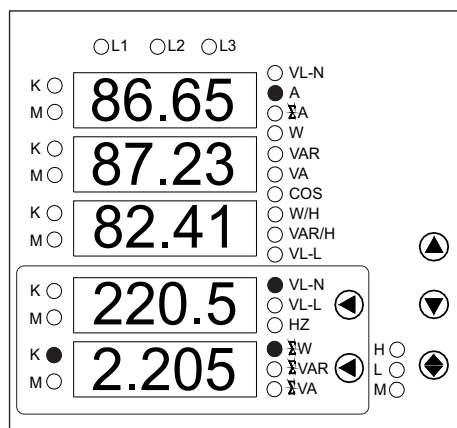 L1 L2 L3
K 86.65 VL-N
M A
ΣA
W
K 87.23 VAR
M VA
COS
K 82.41 W/H
M VAR/H
VL-L
K 220.5 VL-N
M VL-L
HZ
K 2.205 ΣW H
M ΣVAR L
ΣVA M